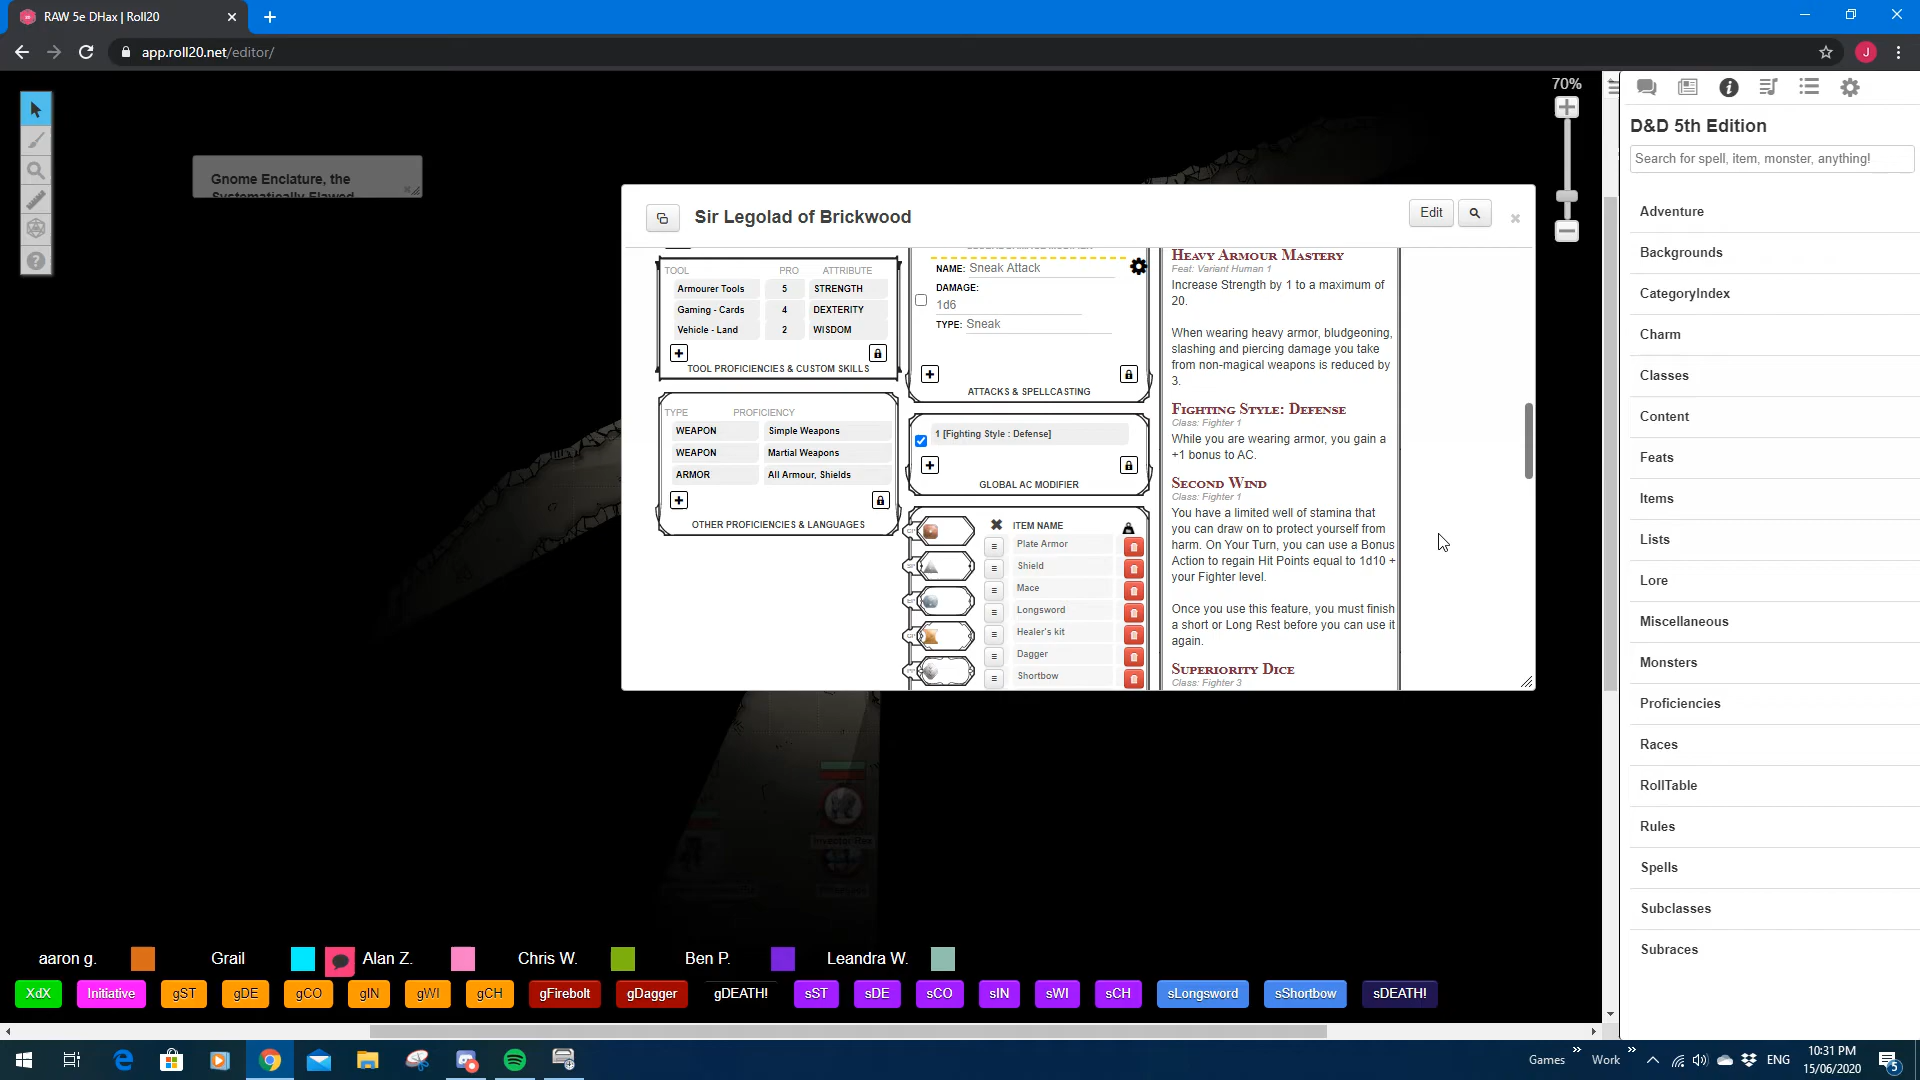 RAW 5e DHax | Roll20
app.roll20.net/editor/
J
70%
Gnome Enclature, the
Systematically Flawed
Sir Legolad of Brickwood
Edit
TOOL PRO ATTRIBUTE
Armourer Tools 5 STRENGTH
Gaming - Cards 4 DEXTERITY
Vehicle - Land 2 WISDOM
TOOL PROFICIENCIES & CUSTOM SKILLS
TYPE PROFICIENCY
WEAPON Simple Weapons
WEAPON Martial Weapons
ARMOR All Armour, Shields
OTHER PROFICIENCIES & LANGUAGES
NAME: Sneak Attack
DAMAGE:
1d6
TYPE: Sneak
ATTACKS & SPELLCASTING
1 [Fighting Style : Defense]
GLOBAL AC MODIFIER
ITEM NAME
Plate Armor
Shield
Mace
Longsword
Healer's kit
Dagger
Shortbow
HEAVY ARMOUR MASTERY
Feat: Variant Human 1
Increase Strength by 1 to a maximum of
20.
When wearing heavy armor, bludgeoning,
slashing and piercing damage you take
from non-magical weapons is reduced by
3.
FIGHTING STYLE: DEFENSE
Class: Fighter 1
While you are wearing armor, you gain a
+1 bonus to AC.
SECOND WIND
Class: Fighter 1
You have a limited well of stamina that
you can draw on to protect yourself from
harm. On Your Turn, you can use a Bonus
Action to regain Hit Points equal to 1d10 +
your Fighter level.
Once you use this feature, you must finish
a short or Long Rest before you can use it
again.
SUPERIORITY DICE
Class: Fighter 3
D&D 5th Edition
Search for spell, item, monster, anything!
Adventure
Backgrounds
CategoryIndex
Charm
Classes
Content
Feats
Items
Lists
Lore
Miscellaneous
Monsters
Proficiencies
Races
RollTable
Rules
Spells
Subclasses
Subraces
aaron g. Grail Alan Z. Chris W. Ben P. Leandra W.
XdX Initiative gST gDE gCO gIN gWI gCH gFirebolt gDagger gDEATH! sST sDE sCO sIN sWI sCH sLongsword sShortbow sDEATH!
Games » Work » ENG 10:31 PM
15/06/2020
5